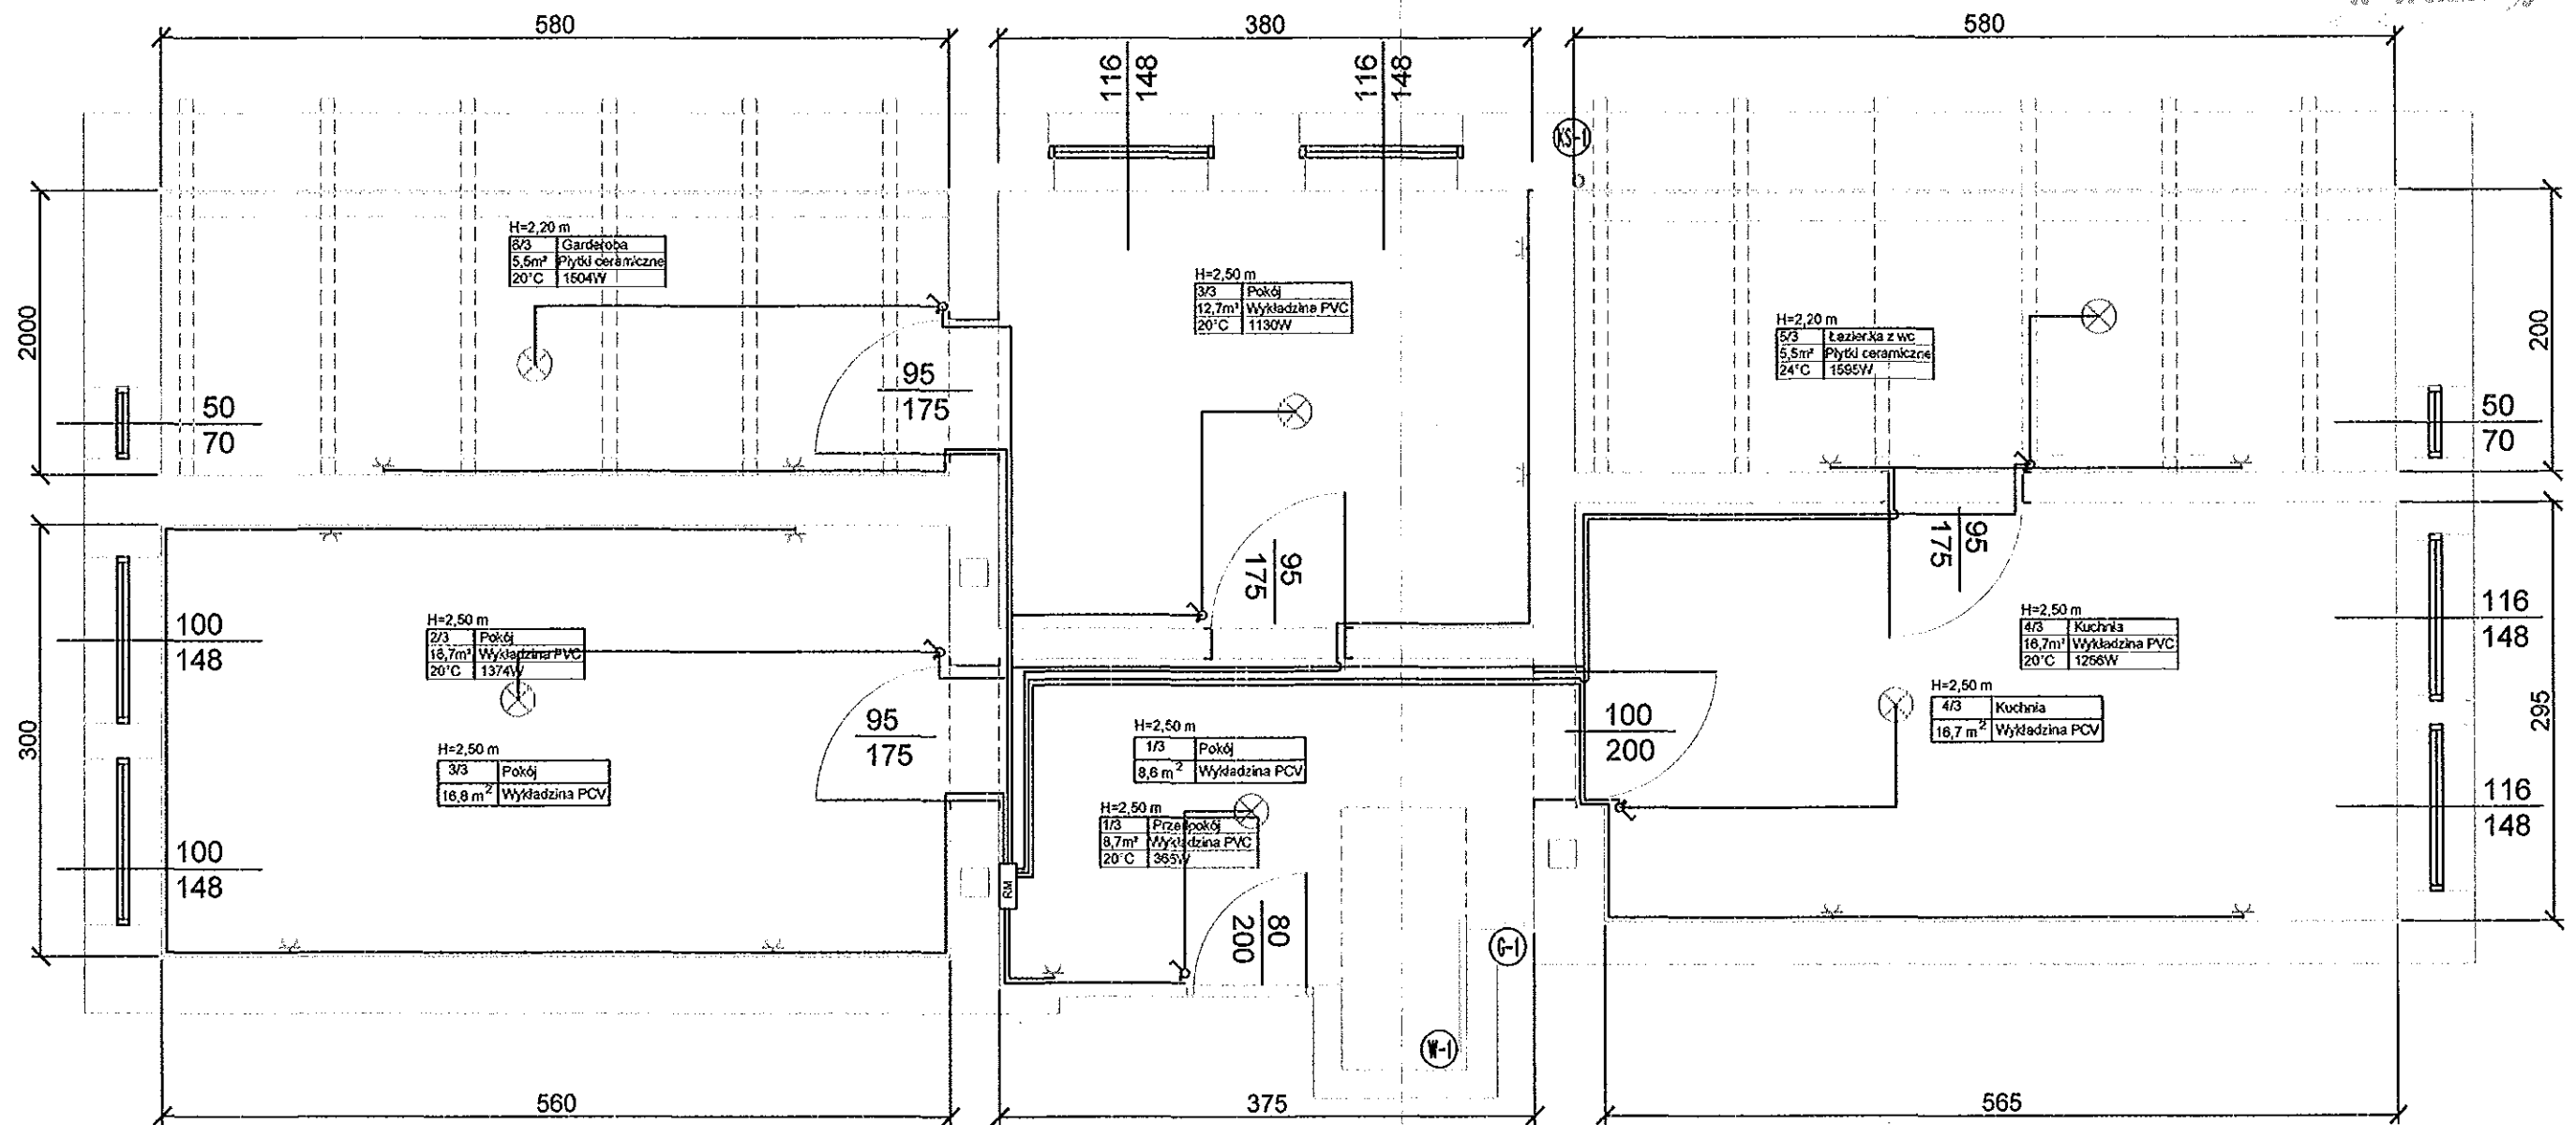 580
380
580
116
148
116
148
KS-1
H=2,20 m
6/3 Garderoba
5,5m² Płytki ceramiczne
20°C 1504W
H=2,50 m
3/3 Pokój
12,7m² Wykładzina PVC
20°C 1130W
H=2,20 m
5/3 Łazienka z wc
5,5m² Płytki ceramiczne
24°C 1595W
2000
200
95
175
50
70
50
70
95
175
95
175
100
148
H=2,50 m
2/3 Pokój
16,7m² Wykładzina PVC
20°C 1374W
116
148
H=2,50 m
4/3 Kuchnia
16,7m² Wykładzina PVC
20°C 1256W
300
295
95
175
H=2,50 m
3/3 Pokój
16,8 m² Wykładzina PCV
H=2,50 m
1/3 Pokój
8,6 m² Wykładzina PCV
100
200
H=2,50 m
4/3 Kuchnia
16,7 m² Wykładzina PCV
116
148
H=2,50 m
1/3 Przedpokój
8,7m² Wykładzina PVC
20°C 365W
100
148
RM
80
200
G-1
W-1
560
375
565